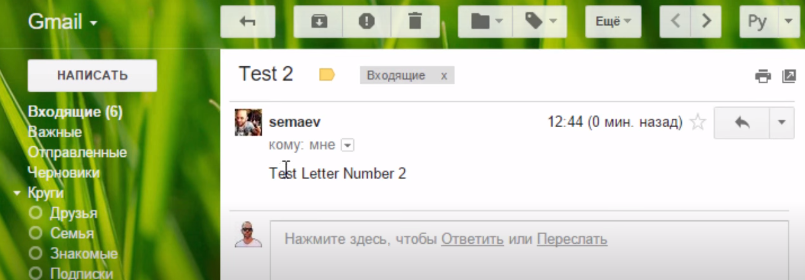 Gmail
Ещё
Ру
НАПИСАТЬ
Test 2
Входящие x
Входящие (6)
Важные
Отправленные
Черновики
Круги
Друзья
Семья
Знакомые
Подписки
semaev
12:44 (0 мин. назад)
кому: мне
Test Letter Number 2
Нажмите здесь, чтобы Ответить или Переслать